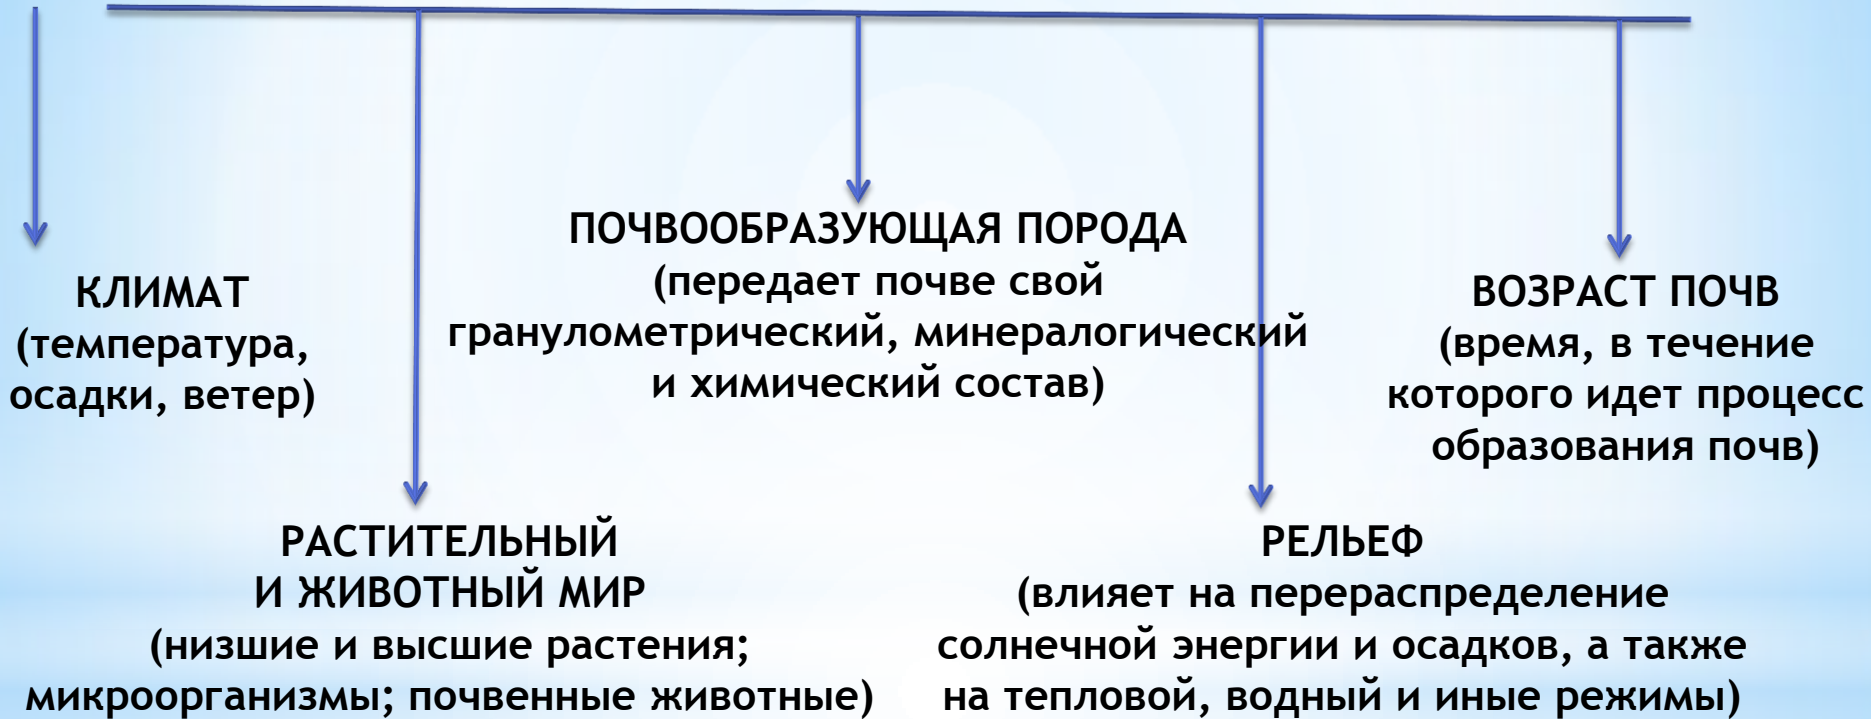 КЛИМАТ
(температура,
осадки, ветер)
РАСТИТЕЛЬНЫЙ
И ЖИВОТНЫЙ МИР
(низшие и высшие растения;
микроорганизмы; почвенные животные)
ПОЧВООБРАЗУЮЩАЯ ПОРОДА
(передает почве свой
гранулометрический, минералогический
и химический состав)
РЕЛЬЕФ
(влияет на перераспределение
солнечной энергии и осадков, а также
на тепловой, водный и иные режимы)
ВОЗРАСТ ПОЧВ
(время, в течение
которого идет процесс
образования почв)